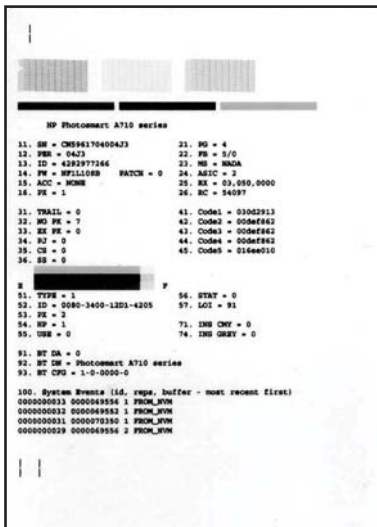 HP Photosmart A710 series
11. SN = CN5961704004J3 21. PG = 4
12. PER = 04J3 22. FB = 5/0
13. ID = 4292977266 23. MS = NADA
14. FW = NF1L108B PATCH = 0 24. ASIC = 2
15. ACC = NONE 25. RX = 03,050,0000
16. PX = 1 26. RC = 54097
31. TRAIL = 0 41. Code1 = 030d2913
32. NO PK = 7 42. Code2 = 00def862
33. EX PK = 0 43. Code3 = 00def862
34. PJ = 0 44. Code4 = 00def862
35. CS = 0 45. Code5 = 016ee010
36. SS = 0
E F
51. TYPE = 1 56. STAT = 0
52. ID = 0080-3400-12D1-4205 57. LOI = 91
53. PX = 2
54. HP = 1 71. INS CMY = 0
55. USE = 0 74. INS GREY = 0
91. BT DA = 0
92. BT DN = Photosmart A710 series
93. BT CFG = 1-0-0000-0
100. System Events (id, reps, buffer - most recent first)
0000000033 0000069556 1 FROM_NVM
0000000032 0000069552 1 FROM_NVM
0000000031 0000070350 1 FROM_NVM
0000000029 0000069556 2 FROM_NVM